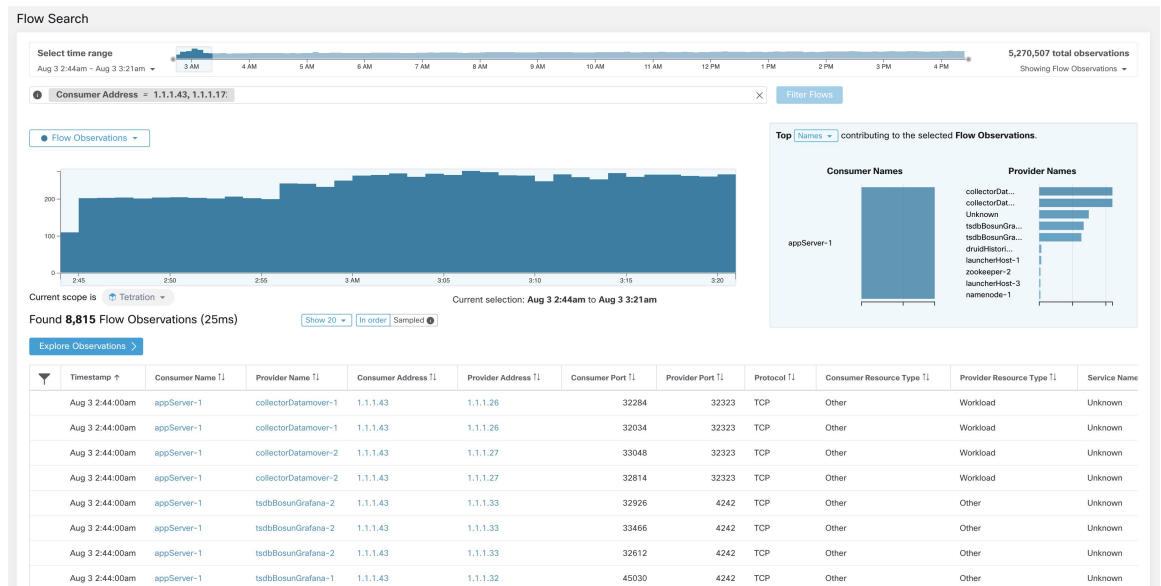 Flow Search
Select time range
Aug 3 2:44am - Aug 3 3:21am
3 AM 4 AM 5 AM 6 AM 7 AM 8 AM 9 AM 10 AM 11 AM 12 PM 1 PM 2 PM 3 PM 4 PM
5,270,507 total observations
Showing Flow Observations
Consumer Address = 1.1.1.43, 1.1.1.17
Filter Flows
Flow Observations
200
100
0
2:45 2:50 2:55 3 AM 3:05 3:10 3:15 3:20
Top Names contributing to the selected Flow Observations.
Consumer Names
appServer-1
Provider Names
collectorDat...
collectorDat...
Unknown
tsdbBosunGra...
tsdbBosunGra...
druidHistori...
launcherHost-1
zookeeper-2
launcherHost-3
namenode-1
Current scope is Tetration
Current selection: Aug 3 2:44am to Aug 3 3:21am
Found 8,815 Flow Observations (25ms)
Show 20 In order Sampled
Explore Observations
Timestamp Consumer Name Provider Name Consumer Address Provider Address Consumer Port Provider Port Protocol Consumer Resource Type Provider Resource Type Service Name
Aug 3 2:44:00am appServer-1 collectorDatamover-1 1.1.1.43 1.1.1.26 32284 32323 TCP Other Workload Unknown
Aug 3 2:44:00am appServer-1 collectorDatamover-1 1.1.1.43 1.1.1.26 32034 32323 TCP Other Workload Unknown
Aug 3 2:44:00am appServer-1 collectorDatamover-2 1.1.1.43 1.1.1.27 33048 32323 TCP Other Workload Unknown
Aug 3 2:44:00am appServer-1 collectorDatamover-2 1.1.1.43 1.1.1.27 32814 32323 TCP Other Workload Unknown
Aug 3 2:44:00am appServer-1 tsdbBosunGrafana-2 1.1.1.43 1.1.1.33 32926 4242 TCP Other Other Unknown
Aug 3 2:44:00am appServer-1 tsdbBosunGrafana-2 1.1.1.43 1.1.1.33 33466 4242 TCP Other Other Unknown
Aug 3 2:44:00am appServer-1 tsdbBosunGrafana-2 1.1.1.43 1.1.1.33 32612 4242 TCP Other Other Unknown
Aug 3 2:44:00am appServer-1 tsdbBosunGrafana-1 1.1.1.43 1.1.1.32 45030 4242 TCP Other Other Unknown